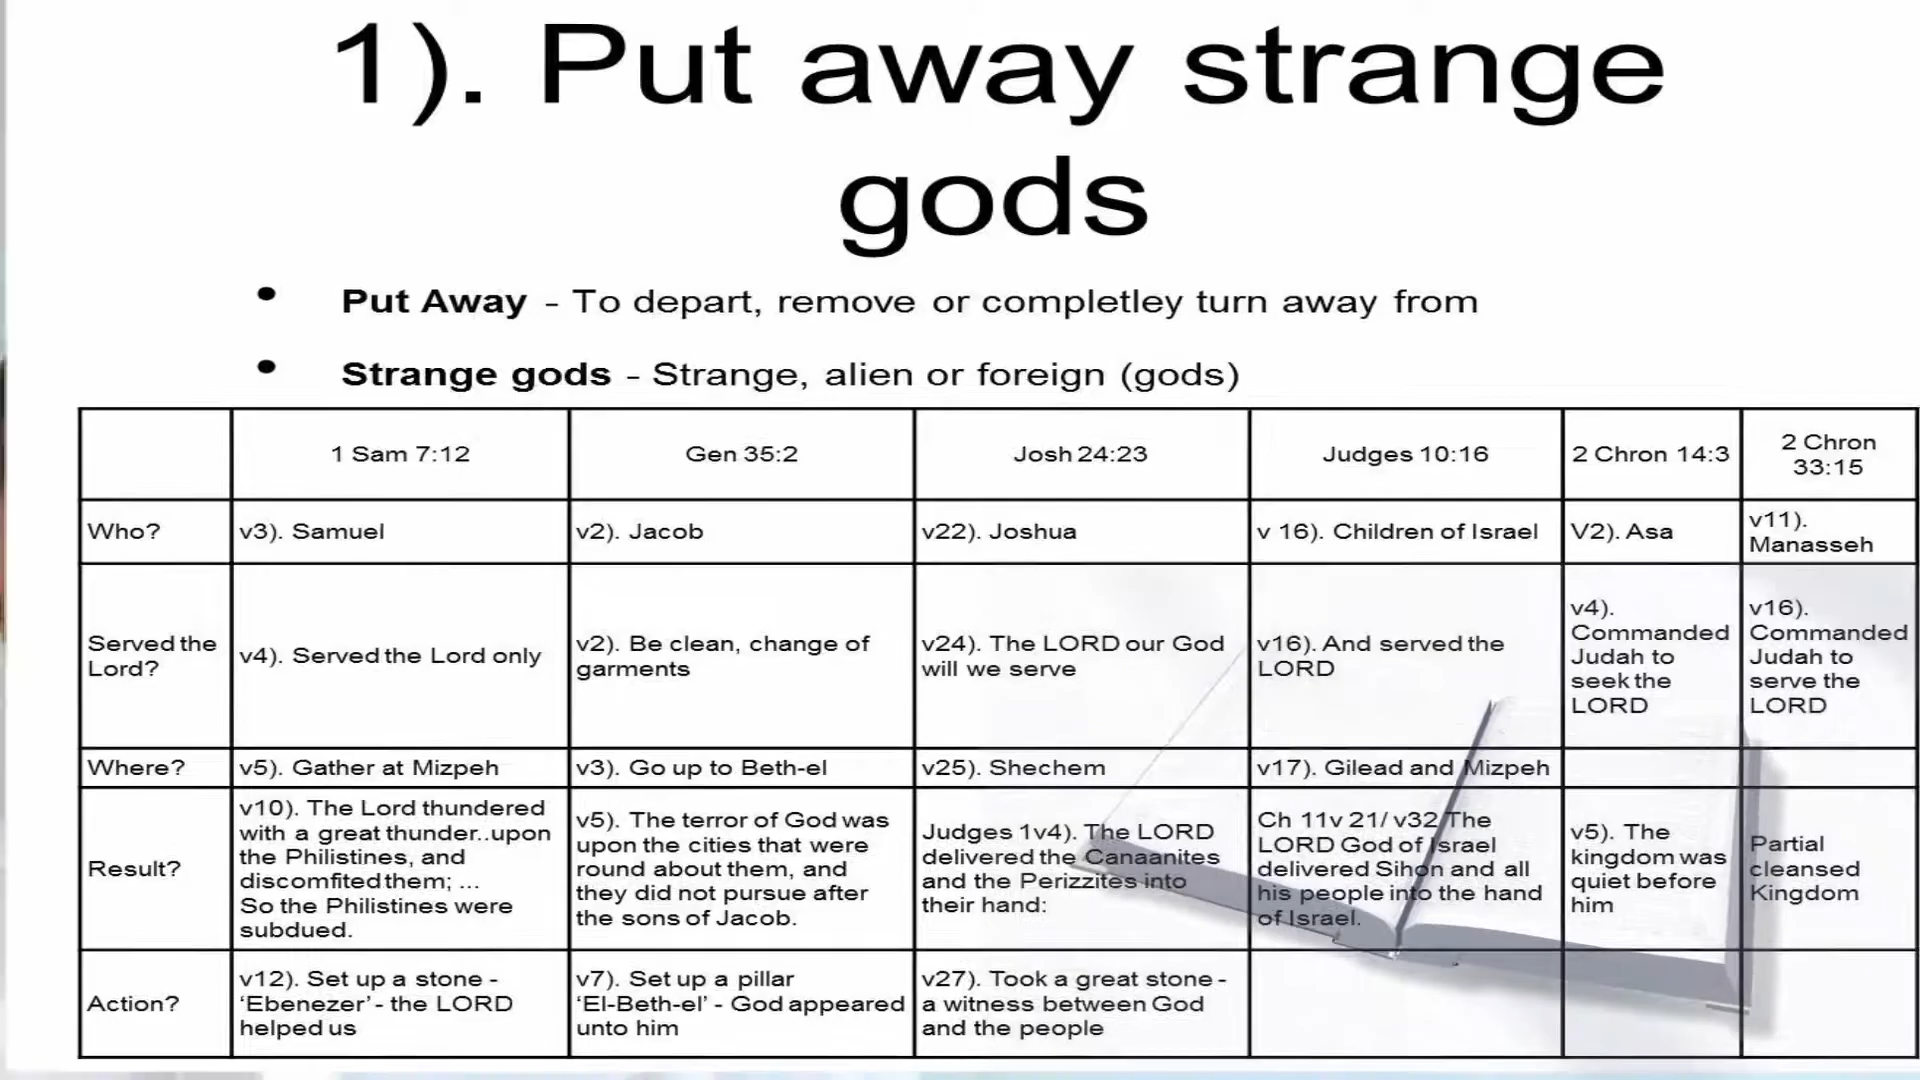 1). Put away strange
gods
• Put Away - To depart, remove or completley turn away from
• Strange gods - Strange, alien or foreign (gods)
1 Sam 7:12
Gen 35:2
Josh 24:23
Judges 10:16
2 Chron 14:3
2 Chron
33:15
Who?
v3). Samuel
v2). Jacob
v22). Joshua
v 16). Children of Israel
V2). Asa
v11).
Manasseh
Served the
Lord?
v4). Served the Lord only
v2). Be clean, change of
garments
v24). The LORD our God
will we serve
v16). And served the
LORD
v4).
Commanded
Judah to
seek the
LORD
v16).
Commanded
Judah to
serve the
LORD
Where?
v5). Gather at Mizpeh
v3). Go up to Beth-el
v25). Shechem
v17). Gilead and Mizpeh
Result?
v10). The Lord thundered
with a great thunder..upon
the Philistines, and
discomfited them; ...
So the Philistines were
subdued.
v5). The terror of God was
upon the cities that were
round about them, and
they did not pursue after
the sons of Jacob.
Judges 1v4). The LORD
delivered the Canaanites
and the Perizzites into
their hand:
Ch 11v 21/ v32 The
LORD God of Israel
delivered Sihon and all
his people into the hand
of Israel.
v5). The
kingdom was
quiet before
him
Partial
cleansed
Kingdom
Action?
v12). Set up a stone -
‘Ebenezer’ - the LORD
helped us
v7). Set up a pillar
‘El-Beth-el’ - God appeared
unto him
v27). Took a great stone -
a witness between God
and the people